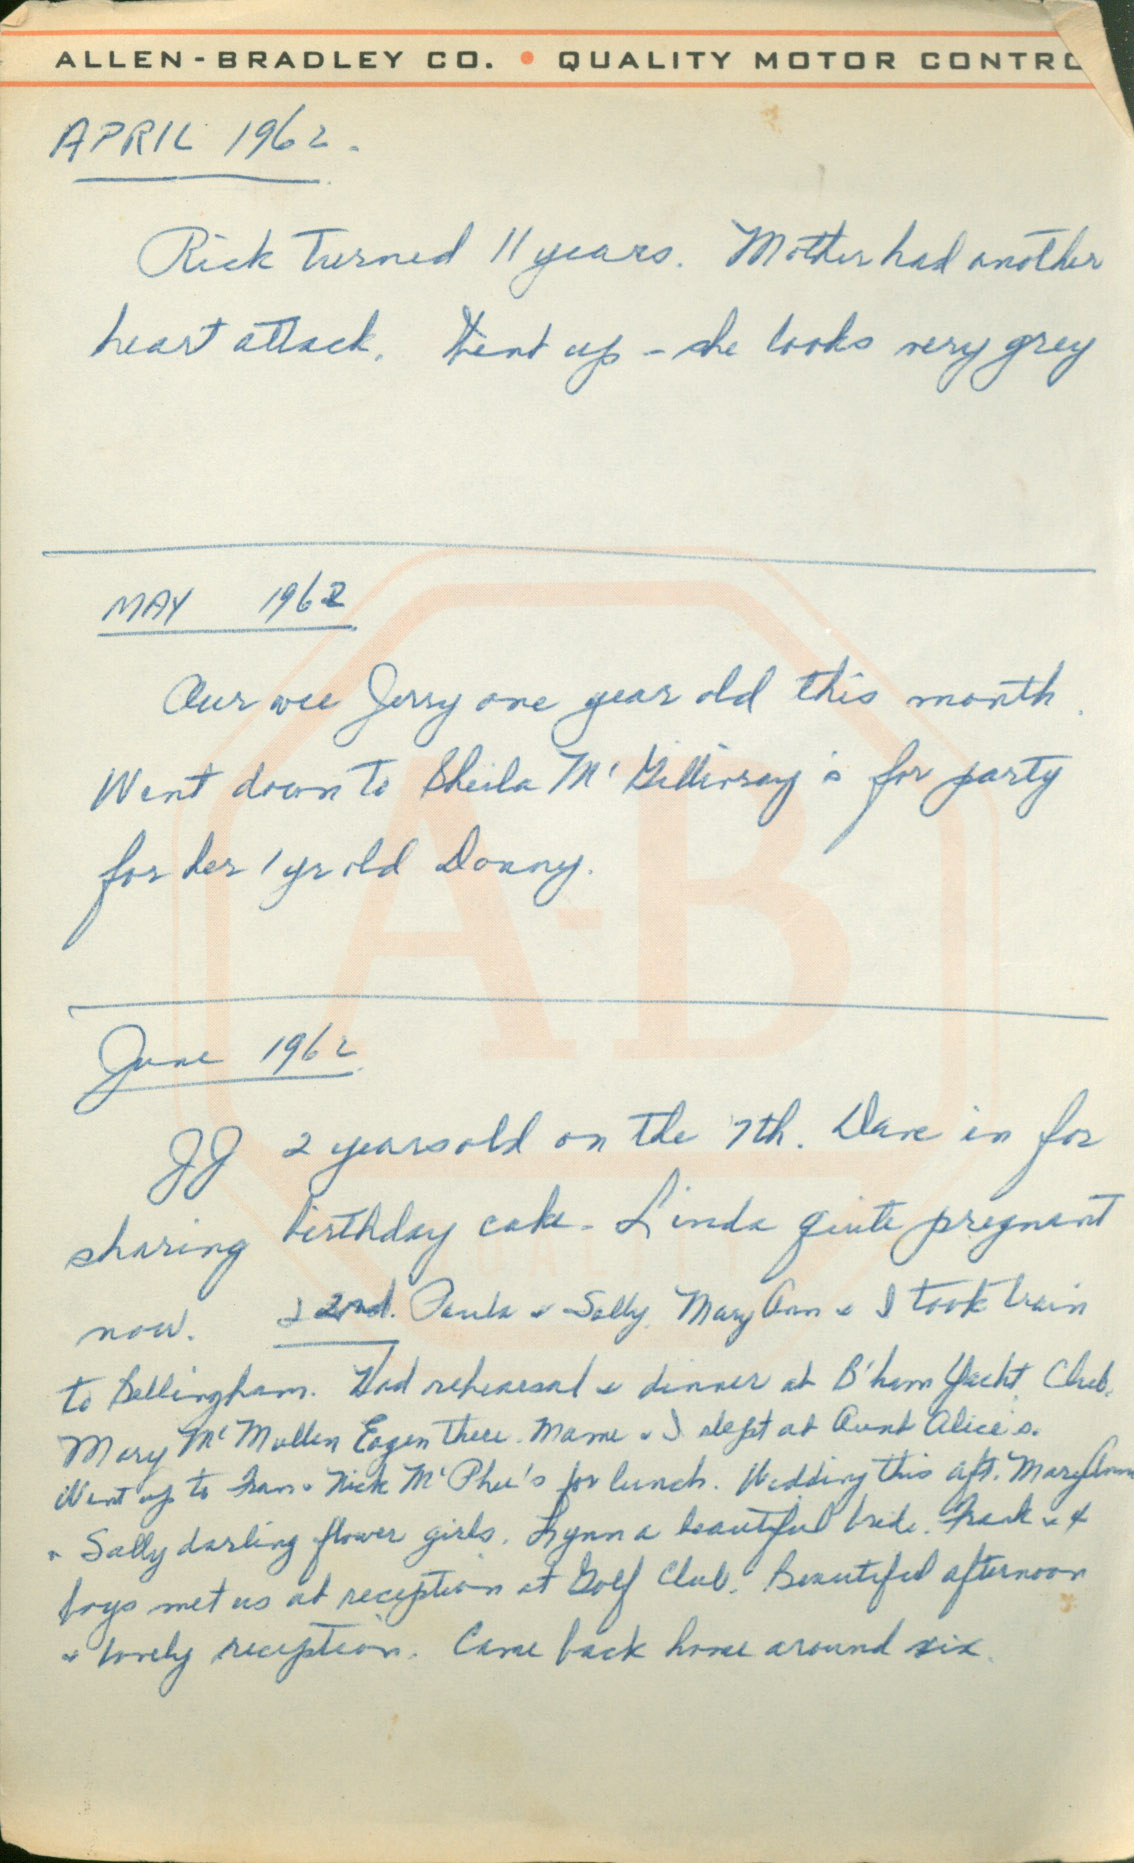 ALLEN-BRADLEY CO. • QUALITY MOTOR CONTRO
APRIL 1962.
Rick turned 11 years. Mother had another
heart attack. Went up - she looks very grey
MAY 1962
Our wee Jerry one year old this month.
Went down to Sheila McGillivray's for party
for her 1 yr old Donny.
A-B
QUALITY
June 1962
JJ 2 years old on the 7th. Dave in for
sharing birthday cake - Linda quite pregnant
now. 22nd. Paula & Sally, Mary Ann & I took train
to Bellingham. Had rehearsal & dinner at B'ham Yacht Club.
Mary McMullen Eagen there. Marne & I slept at Aunt Alice's.
Went up to Fran & Nick McPhee's for lunch. Wedding this aft. Mary Ann
& Sally darling flower girls. Lynn a beautiful bride. Frank & 4
boys met us at reception at Golf Club. Beautiful afternoon
& lovely reception. Came back home around six.